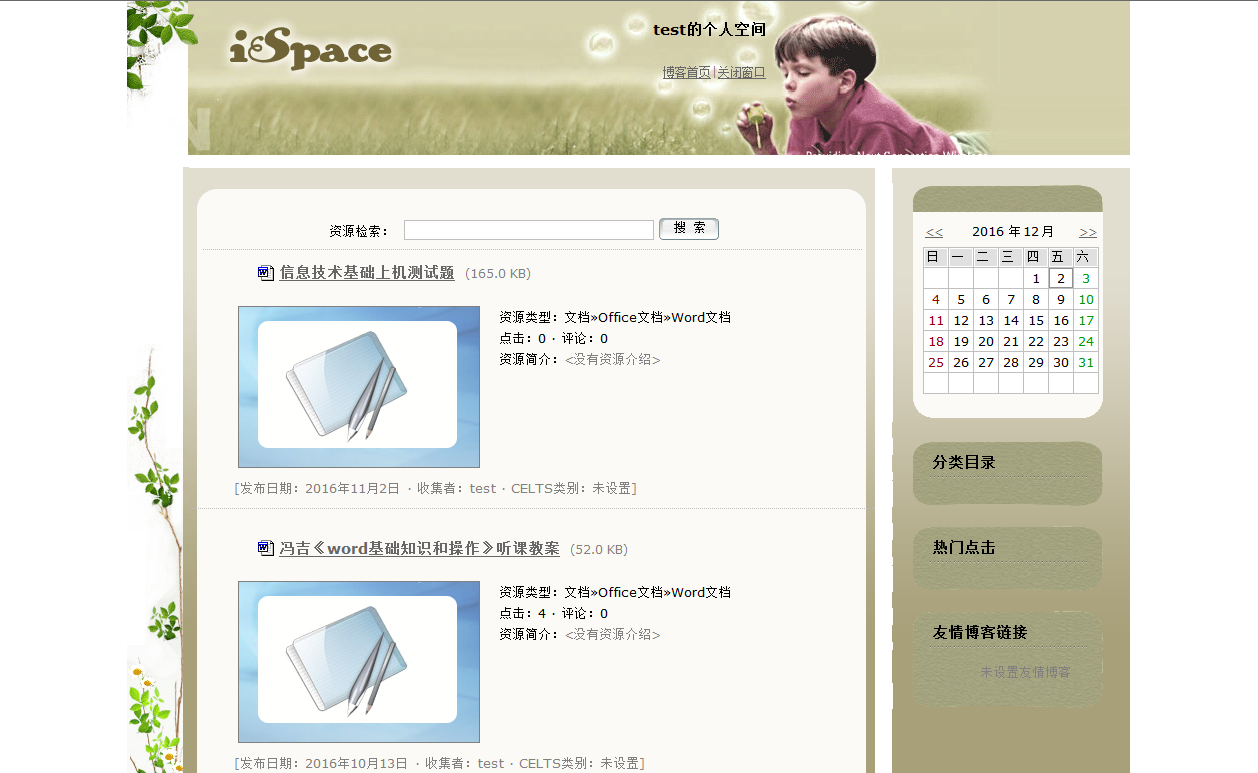 iSpace
test的个人空间
博客首页|关闭窗口
N
资源检索：
搜 索
信息技术基础上机测试题 (165.0 KB)
资源类型：文档»Office文档»Word文档
点击：0 · 评论：0
资源简介：<没有资源介绍>
[发布日期：2016年11月2日 · 收集者：test · CELTS类别：未设置]
冯吉《word基础知识和操作》听课教案 (52.0 KB)
资源类型：文档»Office文档»Word文档
点击：4 · 评论：0
资源简介：<没有资源介绍>
[发布日期：2016年10月13日 · 收集者：test · CELTS类别：未设置]
<< 2016 年 12 月 >>
日 一 二 三 四 五 六
1 2 3
4 5 6 7 8 9 10
11 12 13 14 15 16 17
18 19 20 21 22 23 24
25 26 27 28 29 30 31
分类目录
热门点击
友情博客链接
未设置友情博客